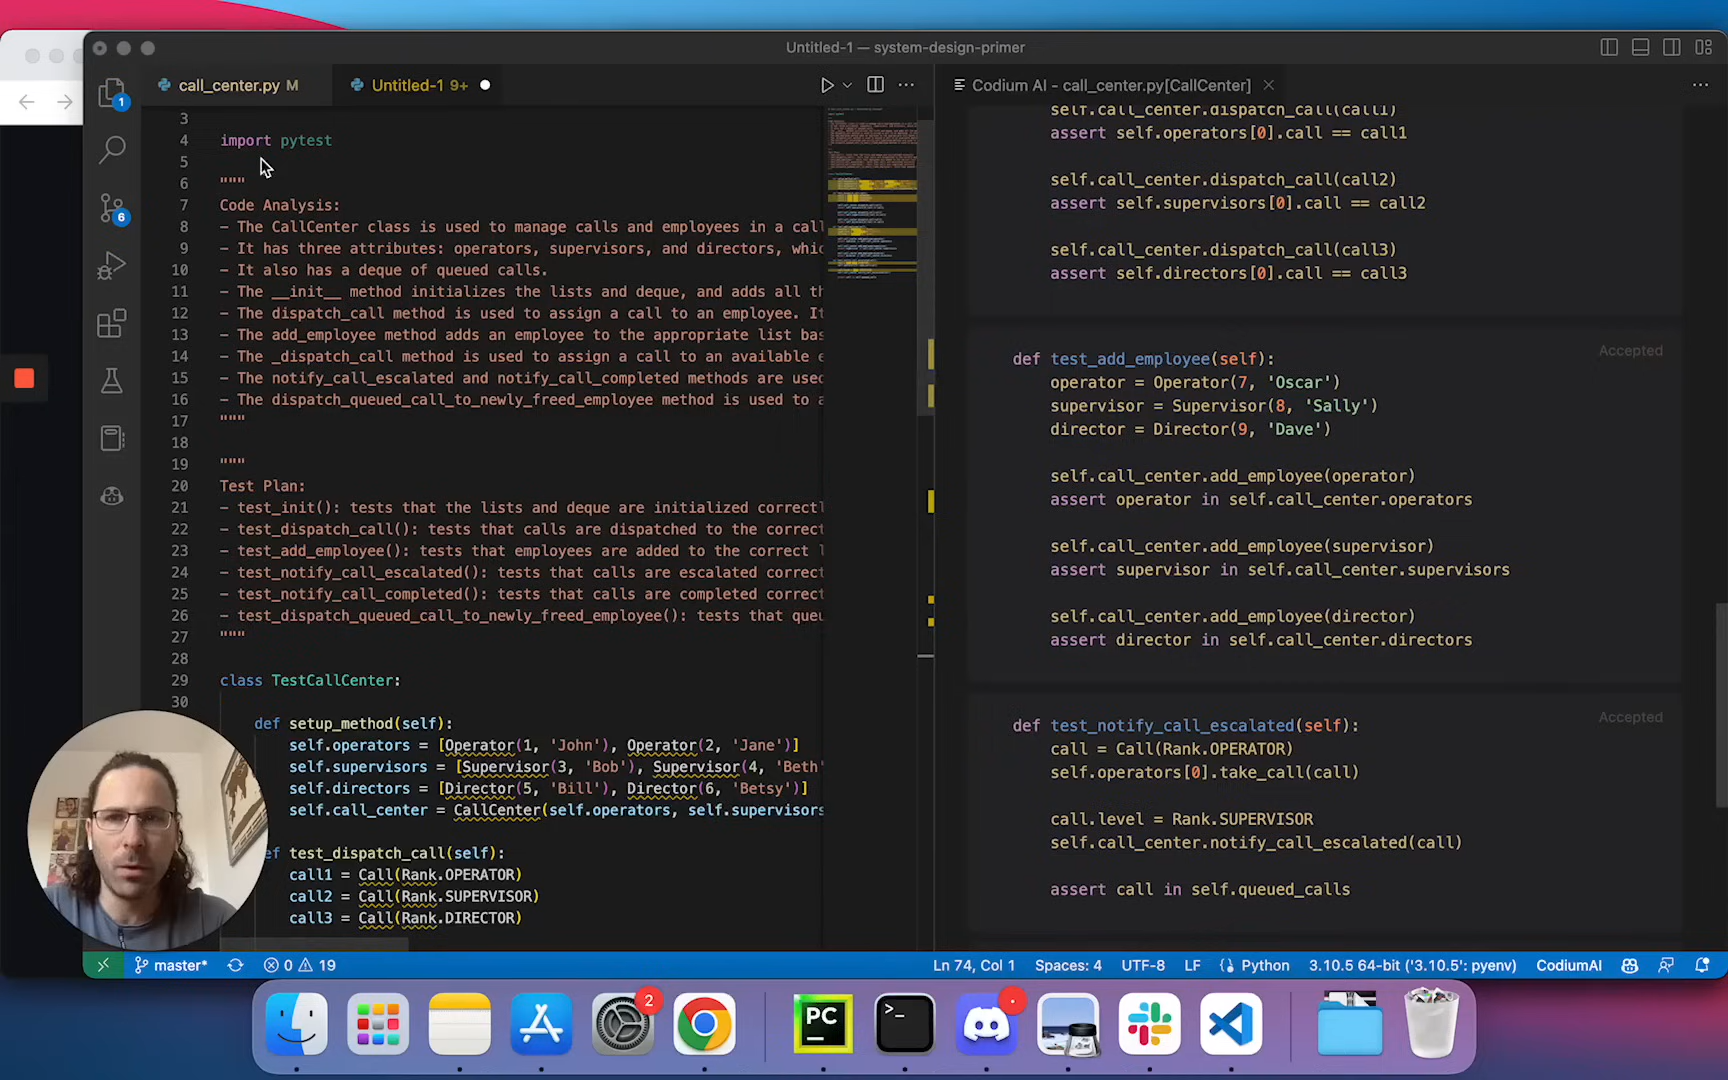 Untitled-1 — system-design-primer
call_center.py M
Untitled-1 9+
Codium AI - call_center.py[CallCenter]
1
6
3
4 import pytest
5
6 """
7 Code Analysis:
8 - The CallCenter class is used to manage calls and employees in a call
9 - It has three attributes: operators, supervisors, and directors, whic
10 - It also has a deque of queued calls.
11 - The __init__ method initializes the lists and deque, and adds all th
12 - The dispatch_call method is used to assign a call to an employee. It
13 - The add_employee method adds an employee to the appropriate list bas
14 - The _dispatch_call method is used to assign a call to an available e
15 - The notify_call_escalated and notify_call_completed methods are used
16 - The dispatch_queued_call_to_newly_freed_employee method is used to a
17 """
18
19 """
20 Test Plan:
21 - test_init(): tests that the lists and deque are initialized correctl
22 - test_dispatch_call(): tests that calls are dispatched to the correct
23 - test_add_employee(): tests that employees are added to the correct l
24 - test_notify_call_escalated(): tests that calls are escalated correct
25 - test_notify_call_completed(): tests that calls are completed correct
26 - test_dispatch_queued_call_to_newly_freed_employee(): tests that queu
27 """
28
29 class TestCallCenter:
30
def setup_method(self):
self.operators = [Operator(1, 'John'), Operator(2, 'Jane')]
self.supervisors = [Supervisor(3, 'Bob'), Supervisor(4, 'Beth'
self.directors = [Director(5, 'Bill'), Director(6, 'Betsy')]
self.call_center = CallCenter(self.operators, self.supervisors
ef test_dispatch_call(self):
call1 = Call(Rank.OPERATOR)
call2 = Call(Rank.SUPERVISOR)
call3 = Call(Rank.DIRECTOR)
self.call_center.dispatch_call(call1)
assert self.operators[0].call == call1
self.call_center.dispatch_call(call2)
assert self.supervisors[0].call == call2
self.call_center.dispatch_call(call3)
assert self.directors[0].call == call3
Accepted
def test_add_employee(self):
operator = Operator(7, 'Oscar')
supervisor = Supervisor(8, 'Sally')
director = Director(9, 'Dave')
self.call_center.add_employee(operator)
assert operator in self.call_center.operators
self.call_center.add_employee(supervisor)
assert supervisor in self.call_center.supervisors
self.call_center.add_employee(director)
assert director in self.call_center.directors
Accepted
def test_notify_call_escalated(self):
call = Call(Rank.OPERATOR)
self.operators[0].take_call(call)
call.level = Rank.SUPERVISOR
self.call_center.notify_call_escalated(call)
assert call in self.queued_calls
master* 0 19 Ln 74, Col 1 Spaces: 4 UTF-8 LF Python 3.10.5 64-bit ('3.10.5': pyenv) CodiumAI
2
PC
>_